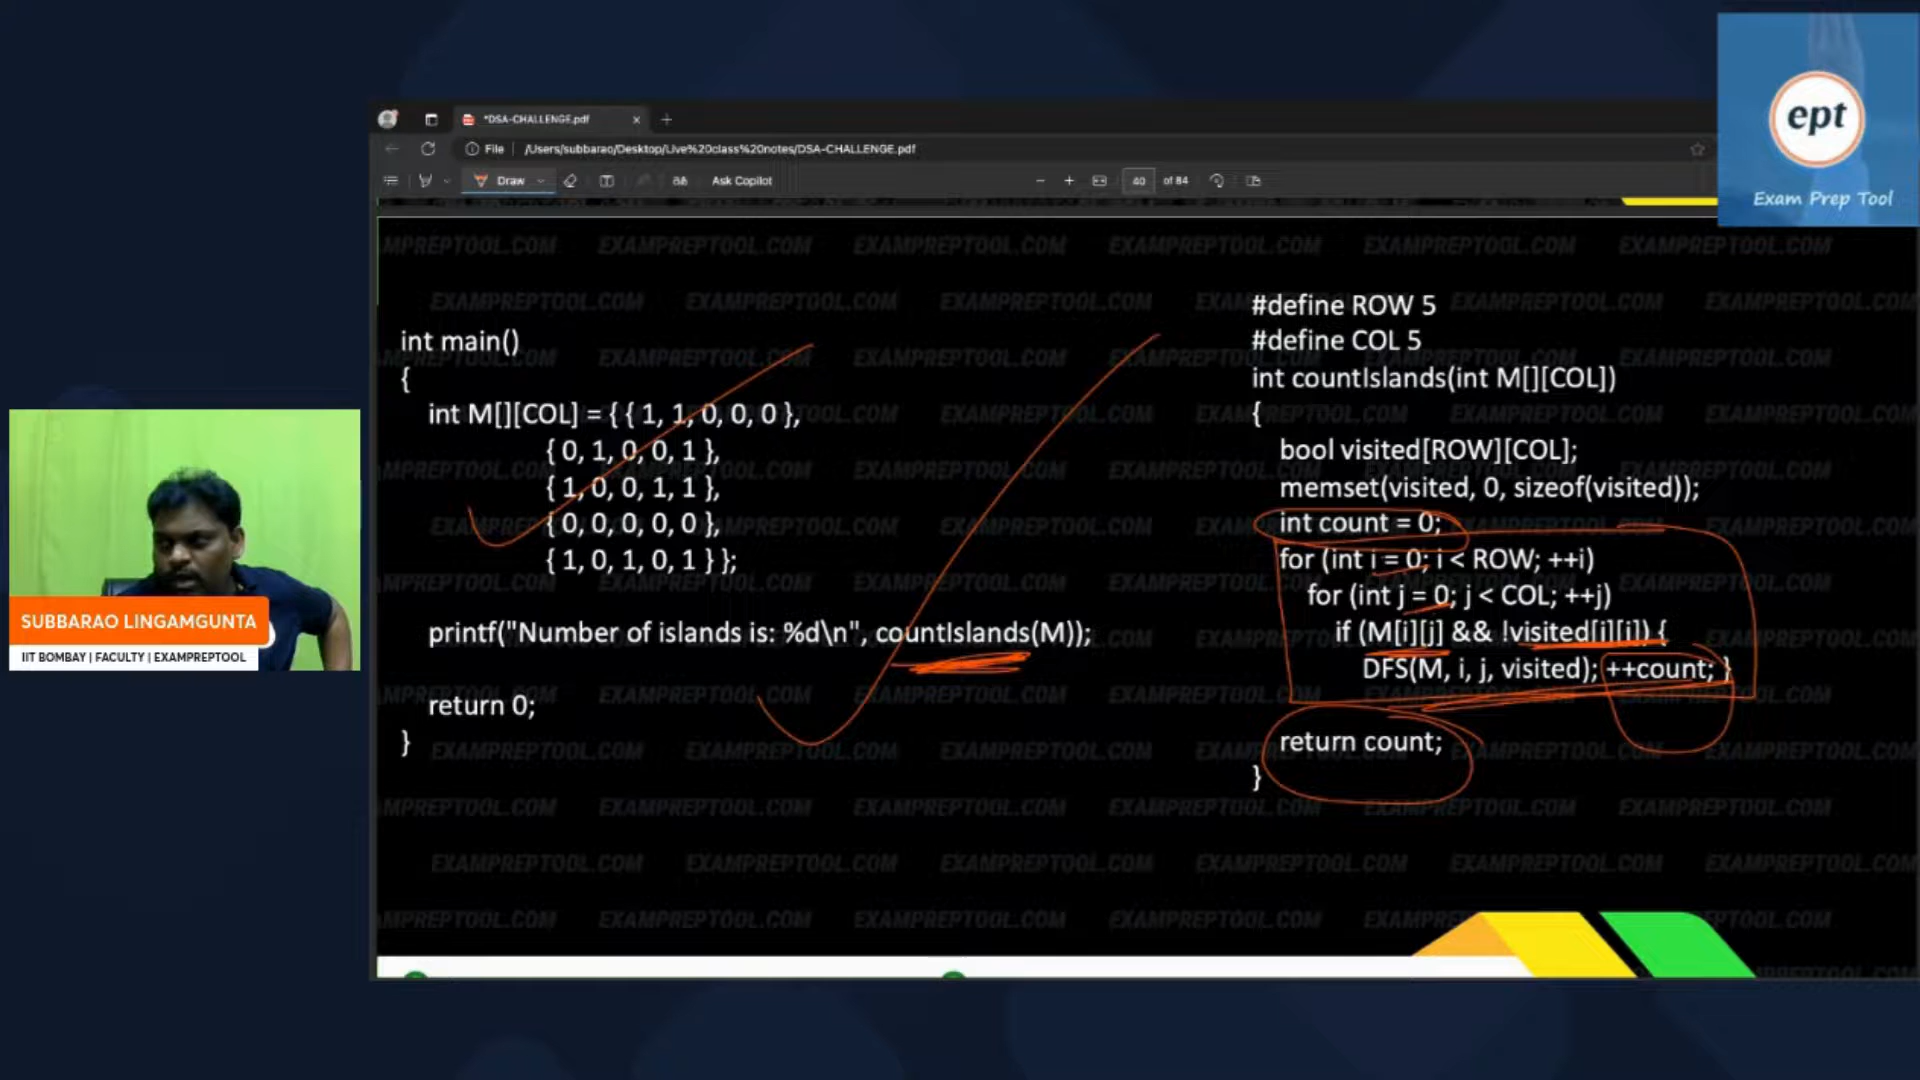 ept
Exam Prep Tool
*DSA-CHALLENGE.pdf
File
/Users/subbarao/Desktop/Live%20class%20notes/DSA-CHALLENGE.pdf
Draw
Ask Copilot
40 of 84
int main()
{
int M[][COL] = { { 1, 1, 0, 0, 0 },
{ 0, 1, 0, 0, 1 },
{ 1, 0, 0, 1, 1 },
{ 0, 0, 0, 0, 0 },
{ 1, 0, 1, 0, 1 } };
printf("Number of islands is: %d\n", countIslands(M));
return 0;
}
#define ROW 5
#define COL 5
int countIslands(int M[][COL])
{
bool visited[ROW][COL];
memset(visited, 0, sizeof(visited));
int count = 0;
for (int i = 0; i < ROW; ++i)
for (int j = 0; j < COL; ++j)
if (M[i][j] && !visited[i][j]) {
DFS(M, i, j, visited); ++count; }
return count;
}
EXAMPREPTOOL.COM
SUBBARAO LINGAMGUNTA
IIT BOMBAY | FACULTY | EXAMPREPTOOL